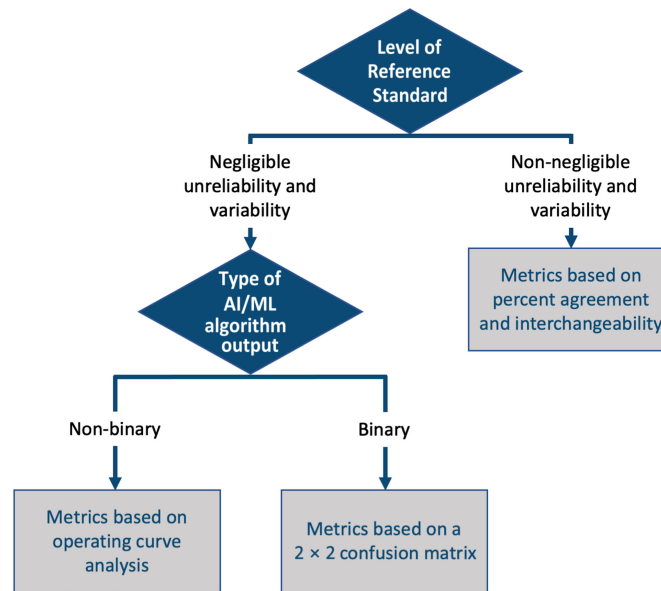 Level of
Reference
Standard
Negligible
unreliability and
variability
Non-negligible
unreliability and
variability
Type of
AI/ML
algorithm
output
Metrics based on
percent agreement
and interchangeability
Non-binary
Binary
Metrics based on
operating curve
analysis
Metrics based on a
2 × 2 confusion matrix